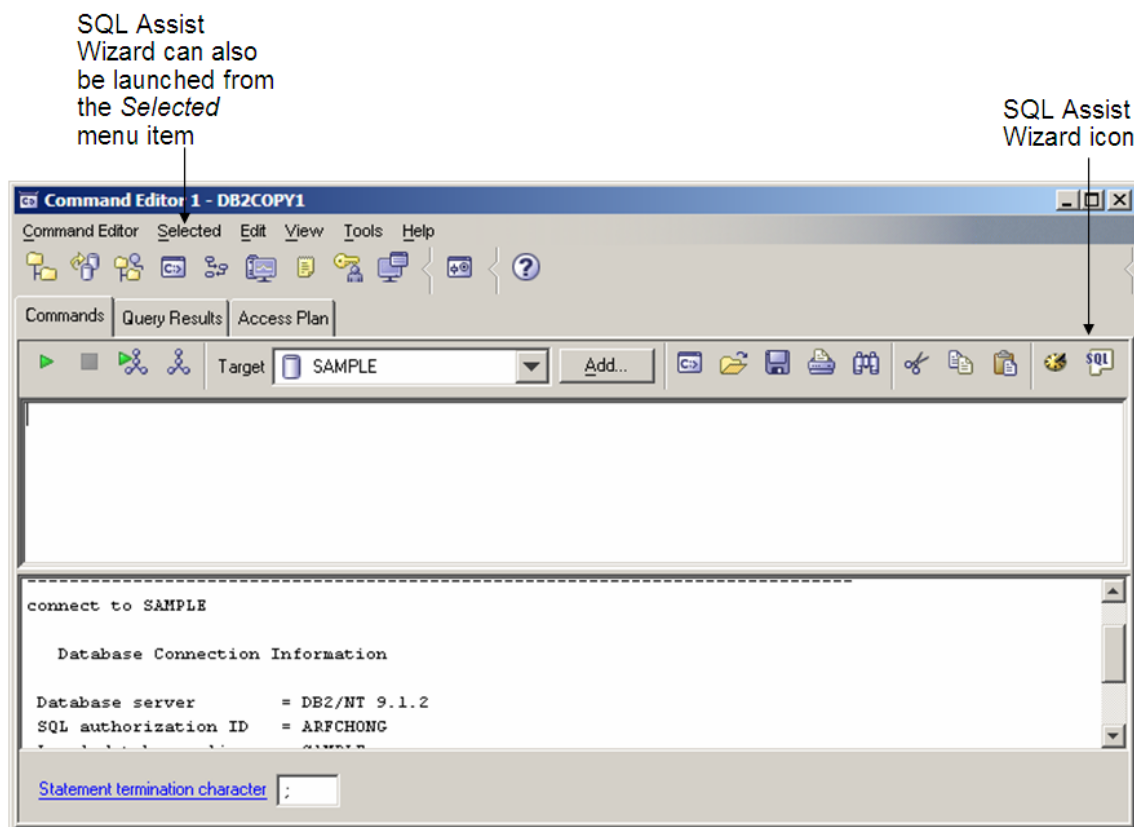 SQL Assist
Wizard can also
be launched from
the Selected
menu item
SQL Assist
Wizard icon
Command Editor 1 - DB2COPY1
Command Editor Selected Edit View Tools Help
Commands Query Results Access Plan
Target SAMPLE Add... SQL
------------------------------------------------------------------------------
connect to SAMPLE
Database Connection Information
Database server = DB2/NT 9.1.2
SQL authorization ID = ARFCHONG
Statement termination character ;